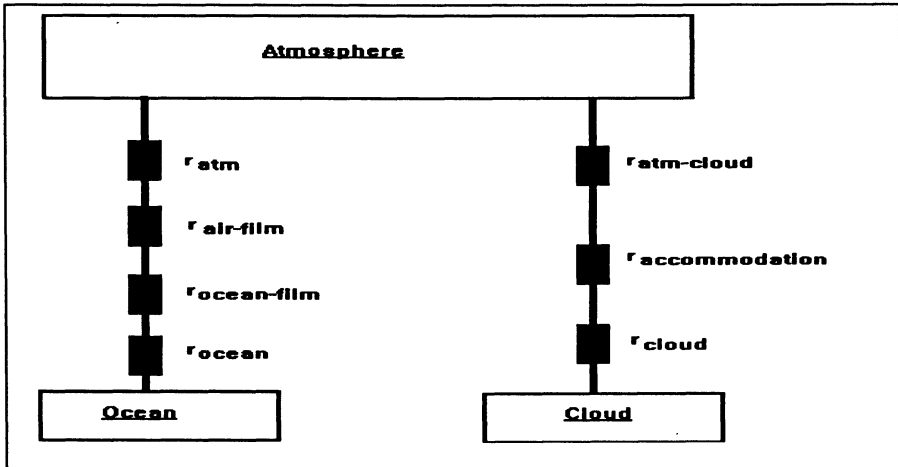 Atmosphere
r atm
r air-film
r ocean-film
r ocean
Ocean
r atm-cloud
r accommodation
r cloud
Cloud